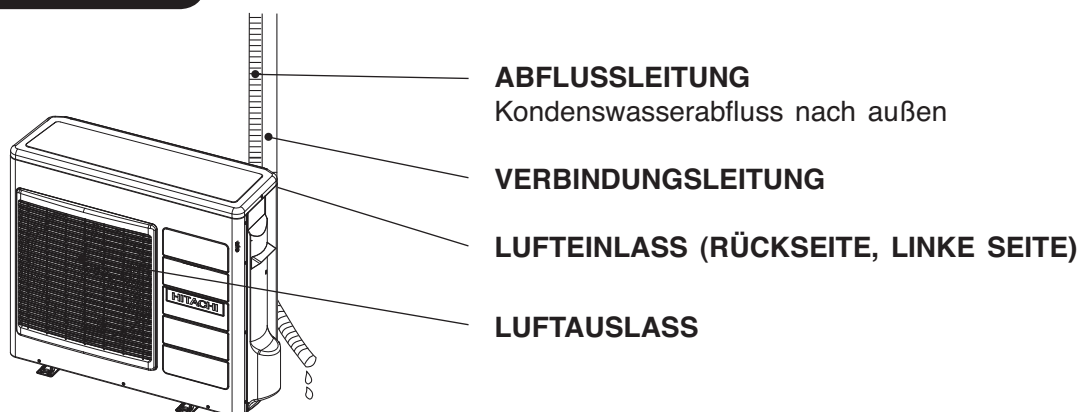 ABFLUSSLEITUNG
Kondenswasserabfluss nach außen
VERBINDUNGSLEITUNG
LUFTEINLASS (RÜCKSEITE, LINKE SEITE)
HITACHI
LUFTAUSLASS